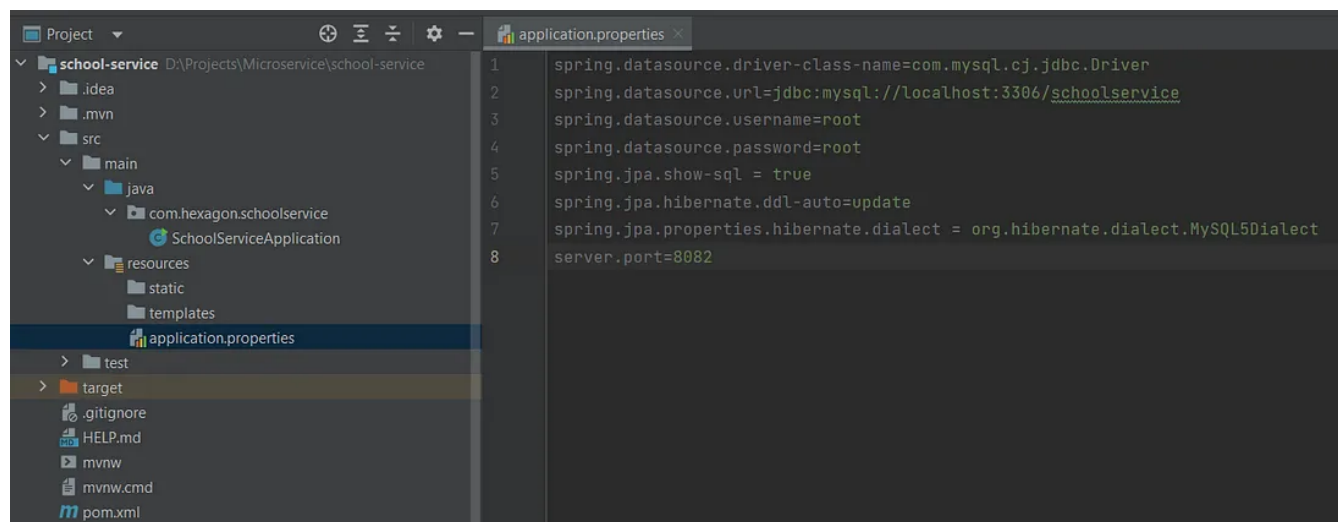 Project
school-service D:\Projects\Microservice\school-service
.idea
.mvn
src
main
java
com.hexagon.schoolservice
SchoolServiceApplication
resources
static
templates
application.properties
test
target
.gitignore
HELP.md
mvnw
mvnw.cmd
pom.xml
application.properties
1 spring.datasource.driver-class-name=com.mysql.cj.jdbc.Driver
2 spring.datasource.url=jdbc:mysql://localhost:3306/schoolservice
3 spring.datasource.username=root
4 spring.datasource.password=root
5 spring.jpa.show-sql = true
6 spring.jpa.hibernate.ddl-auto=update
7 spring.jpa.properties.hibernate.dialect = org.hibernate.dialect.MySQL5Dialect
8 server.port=8082